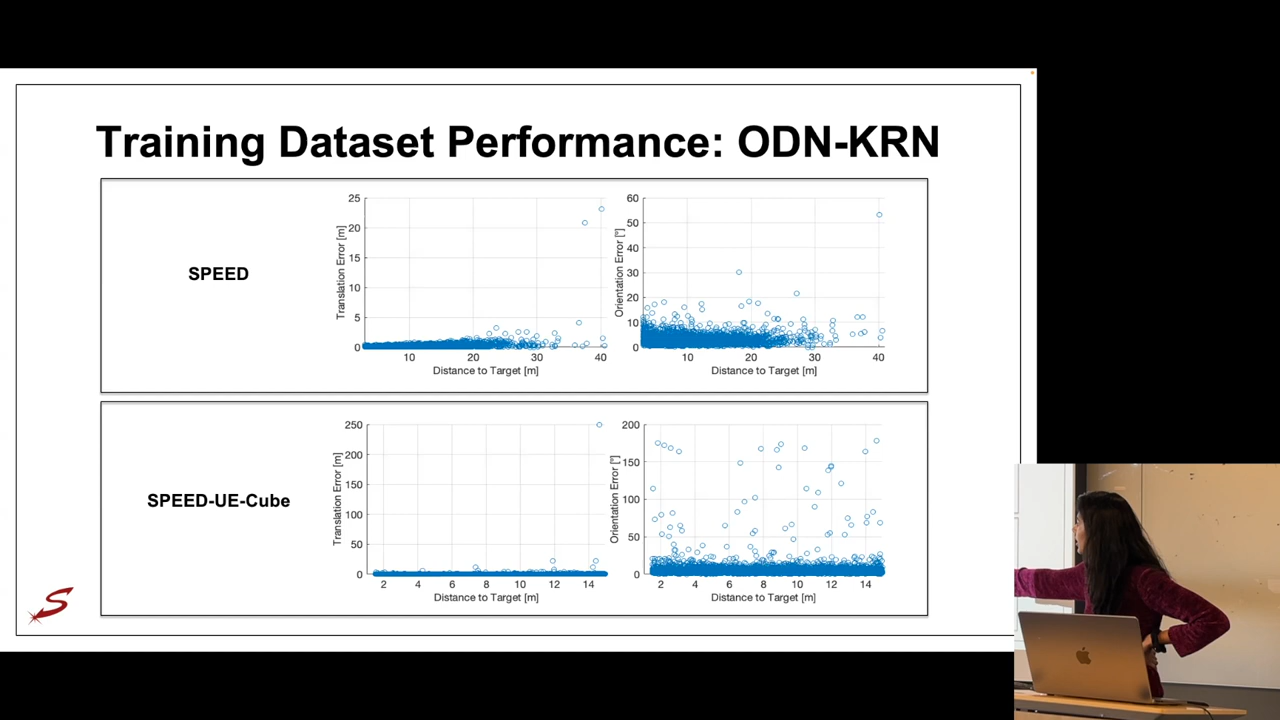 Training Dataset Performance: ODN-KRN
SPEED
25
20
15
10
5
0
Translation Error [m]
10 20 30 40
Distance to Target [m]
60
50
40
30
20
10
0
Orientation Error [°]
10 20 30 40
Distance to Target [m]
SPEED-UE-Cube
250
200
150
100
50
0
Translation Error [m]
2 4 6 8 10 12 14
Distance to Target [m]
200
150
100
50
0
Orientation Error [°]
2 4 6 8 10 12 14
Distance to Target [m]
S